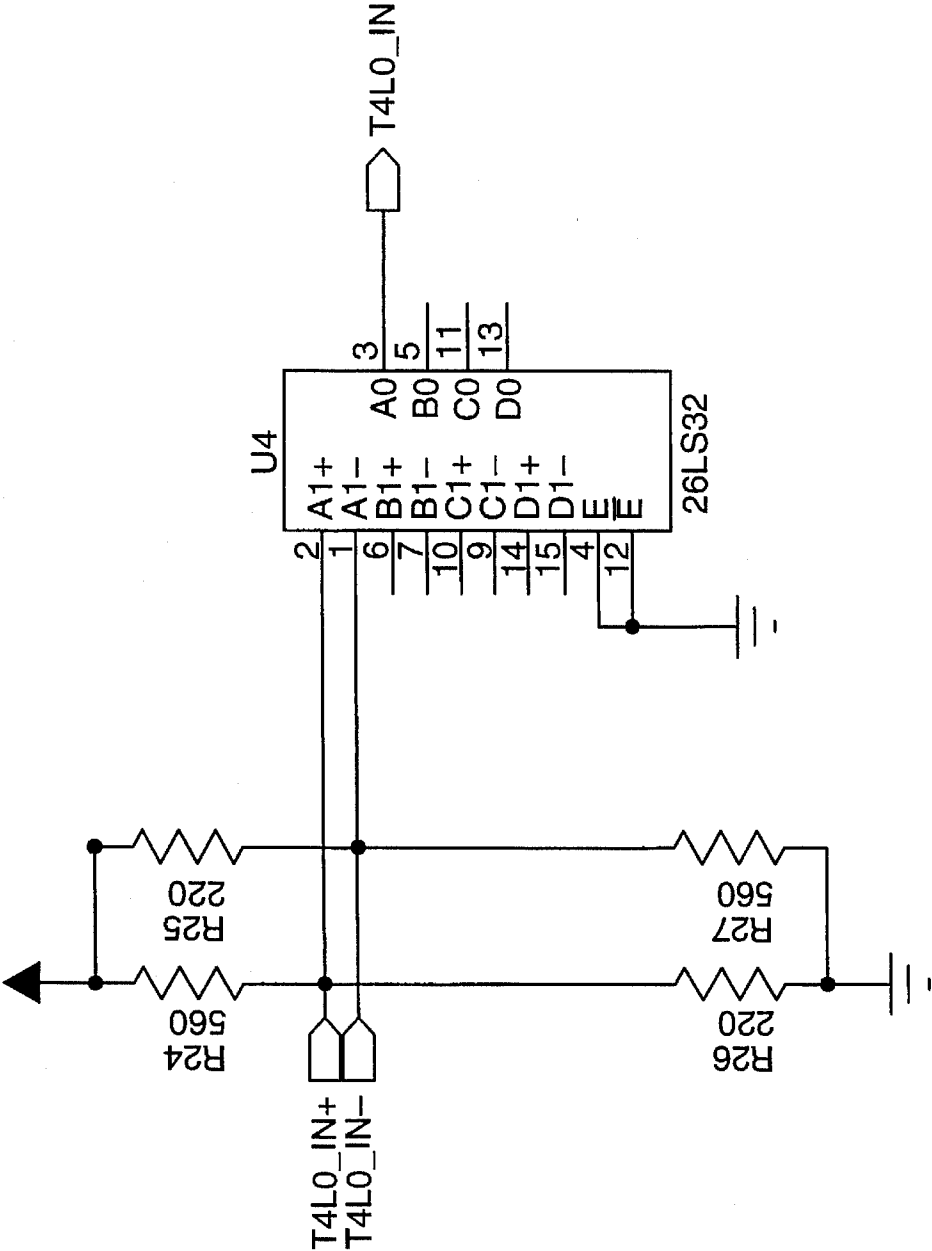 T4L0_IN
U4
3
5
11
13
A0
B0
C0
D0
A1+
A1−
B1+
B1−
C1+
C1−
D1+
D1−
E
E̅
26LS32
2
1
6
7
10
9
14
15
4
12
220
R25
560
R24
560
R27
220
R26
T4L0_IN+
T4L0_IN−